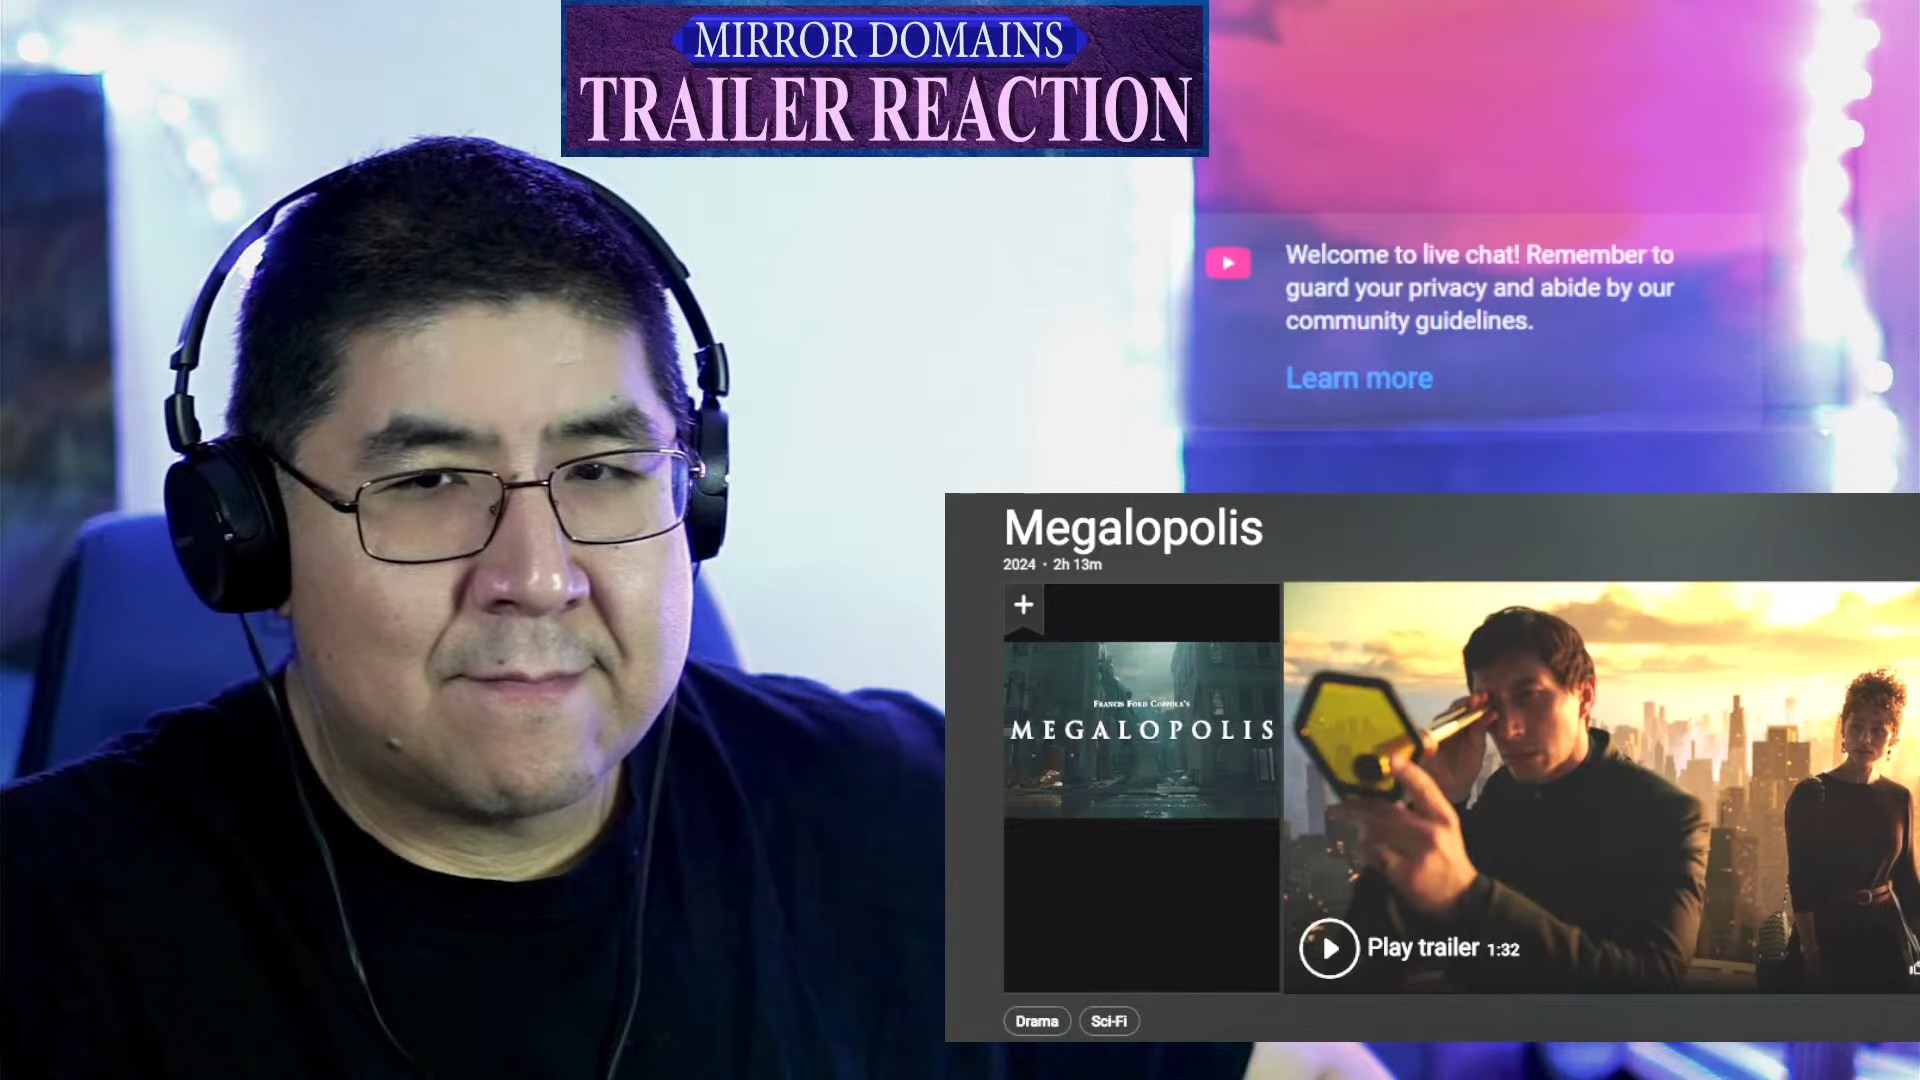 MIRROR DOMAINS
TRAILER REACTION
Welcome to live chat! Remember to
guard your privacy and abide by our
community guidelines.
Learn more
Megalopolis
2024 · 2h 13m
+
FRANCIS FORD COPPOLA'S
MEGALOPOLIS
Play trailer 1:32
Drama
Sci-Fi